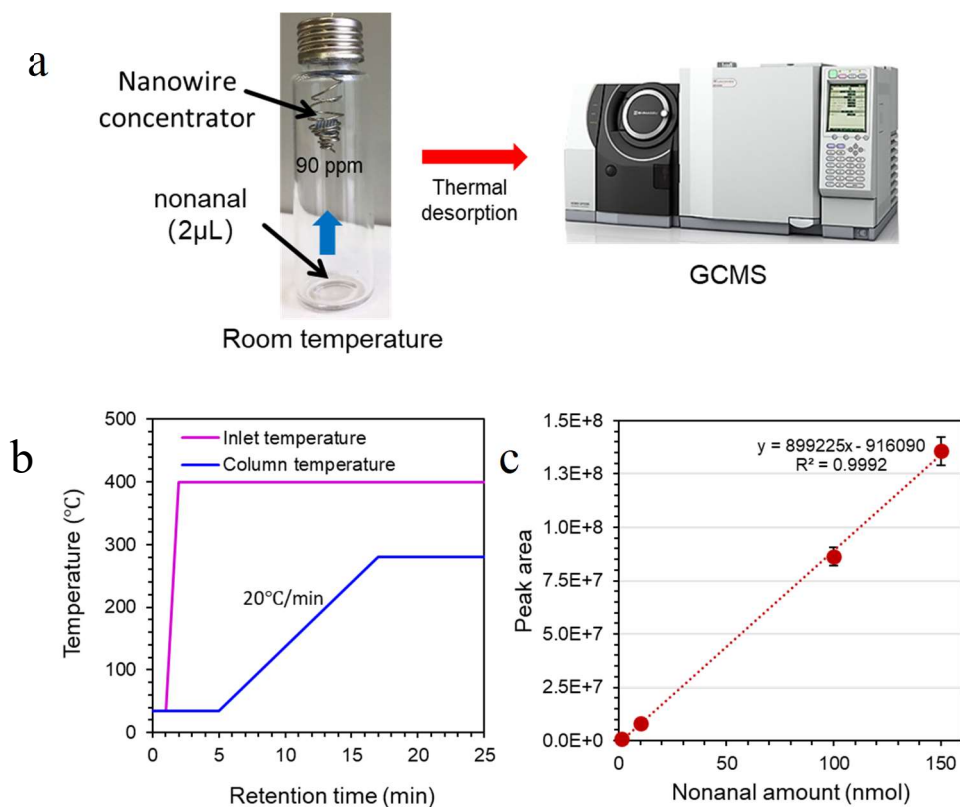 a
Nanowire
concentrator
90 ppm
nonanal
(2µL)
Room temperature
Thermal
desorption
GCMS
b
500
400
300
200
100
0
Temperature (°C)
Inlet temperature
Column temperature
20°C/min
0 5 10 15 20 25
Retention time (min)
c
1.5E+8
1.3E+8
1.0E+8
7.5E+7
5.0E+7
2.5E+7
0.0E+0
Peak area
y = 899225x - 916090
R² = 0.9992
0 50 100 150
Nonanal amount (nmol)